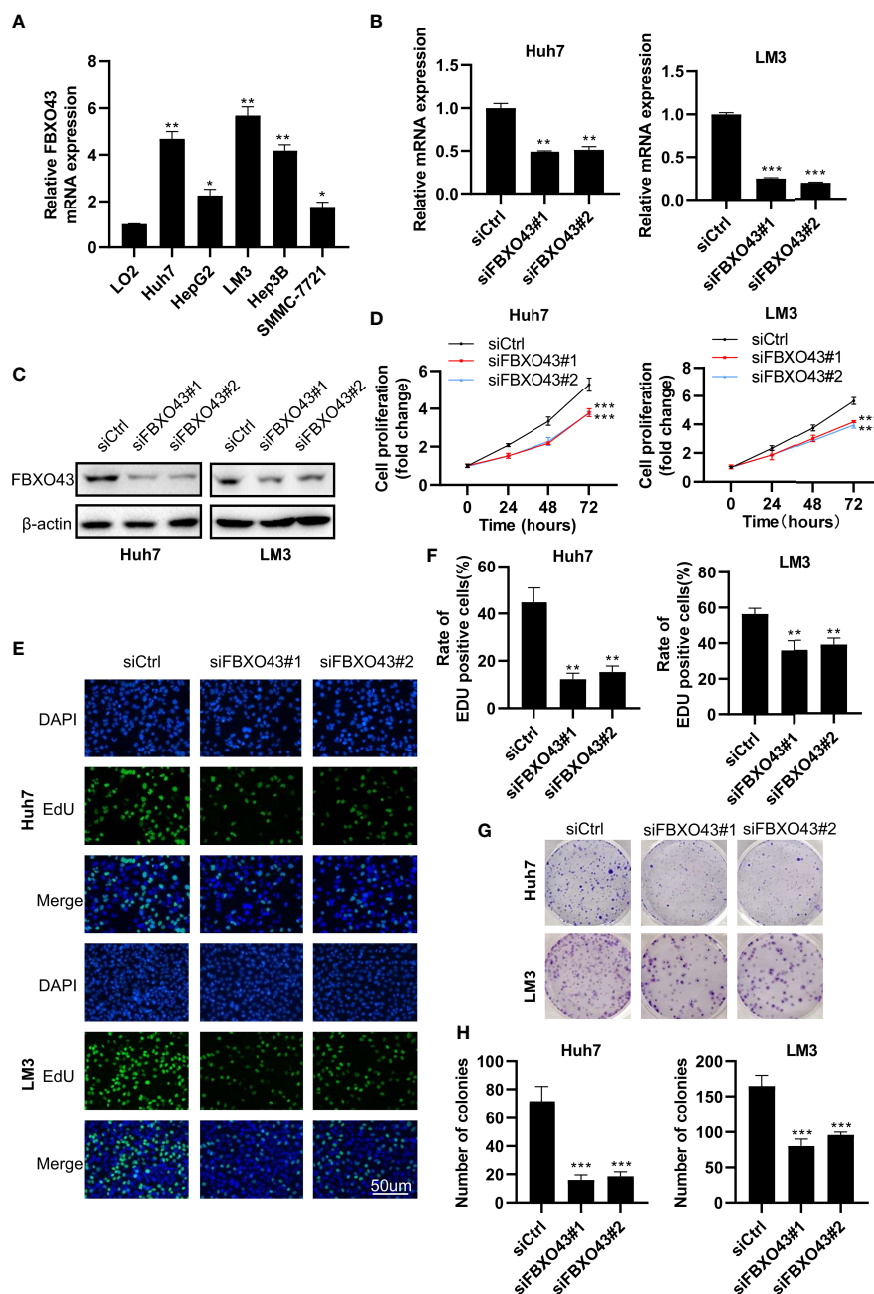 A
Relative FBXO43
mRNA expression
8
6
4
2
0
**
*
**
**
*
LO2
Huh7
HepG2
LM3
Hep3B
SMMC-7721
B
Huh7
Relative mRNA expression
1.5
1.0
0.5
0.0
**
**
siCtrl
siFBXO43#1
siFBXO43#2
LM3
Relative mRNA expression
1.5
1.0
0.5
0.0
***
***
siCtrl
siFBXO43#1
siFBXO43#2
C
siCtrl
siFBXO43#1
siFBXO43#2
siCtrl
siFBXO43#1
siFBXO43#2
FBXO43
β-actin
Huh7
LM3
D
Huh7
siCtrl
siFBXO43#1
siFBXO43#2
Cell proliferation
(fold change)
6
4
2
0
***
***
0
24
48
72
Time (hours)
LM3
siCtrl
siFBXO43#1
siFBXO43#2
Cell proliferation
(fold change)
8
6
4
2
0
***
***
0
24
48
72
Time(hours)
E
siCtrl
siFBXO43#1
siFBXO43#2
Huh7
DAPI
EdU
Merge
LM3
DAPI
EdU
Merge
50um
F
Huh7
Rate of
EDU positive cells(%)
60
40
20
0
**
**
siCtrl
siFBXO43#1
siFBXO43#2
LM3
Rate of
EDU positive cells(%)
80
60
40
20
0
**
**
siCtrl
siFBXO43#1
siFBXO43#2
G
siCtrl
siFBXO43#1
siFBXO43#2
Huh7
LM3
H
Huh7
Number of colonies
100
80
60
40
20
0
***
***
siCtrl
siFBXO43#1
siFBXO43#2
LM3
Number of colonies
200
150
100
50
0
***
***
siCtrl
siFBXO43#1
siFBXO43#2